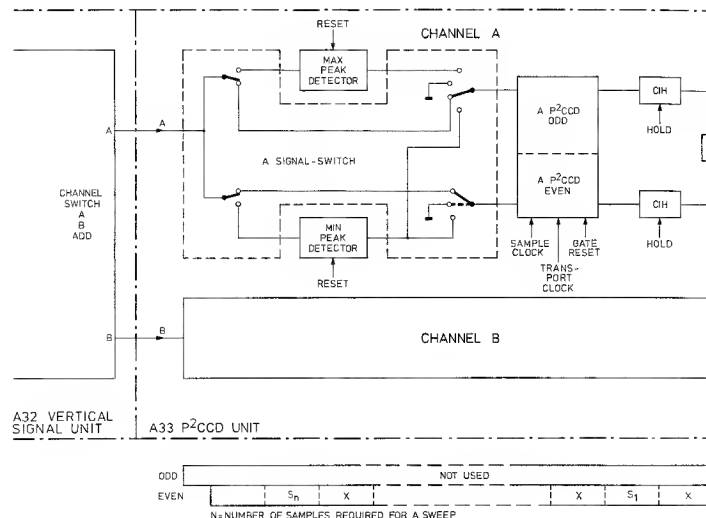 RESET
CHANNEL A
MAX
PEAK
DETECTOR
A
A
A SIGNAL-SWITCH
A P²CCD
ODD
A P²CCD
EVEN
CIH
HOLD
CIH
HOLD
CHANNEL
SWITCH
A
B
ADD
MIN
PEAK
DETECTOR
RESET
SAMPLE
CLOCK
TRANS-
PORT
CLOCK
GATE
RESET
B
B
CHANNEL B
A32 VERTICAL
SIGNAL UNIT
A33 P²CCD UNIT
ODD NOT USED
EVEN Sn X X S1 X
N=NUMBER OF SAMPLES REQUIRED FOR A SWEEP